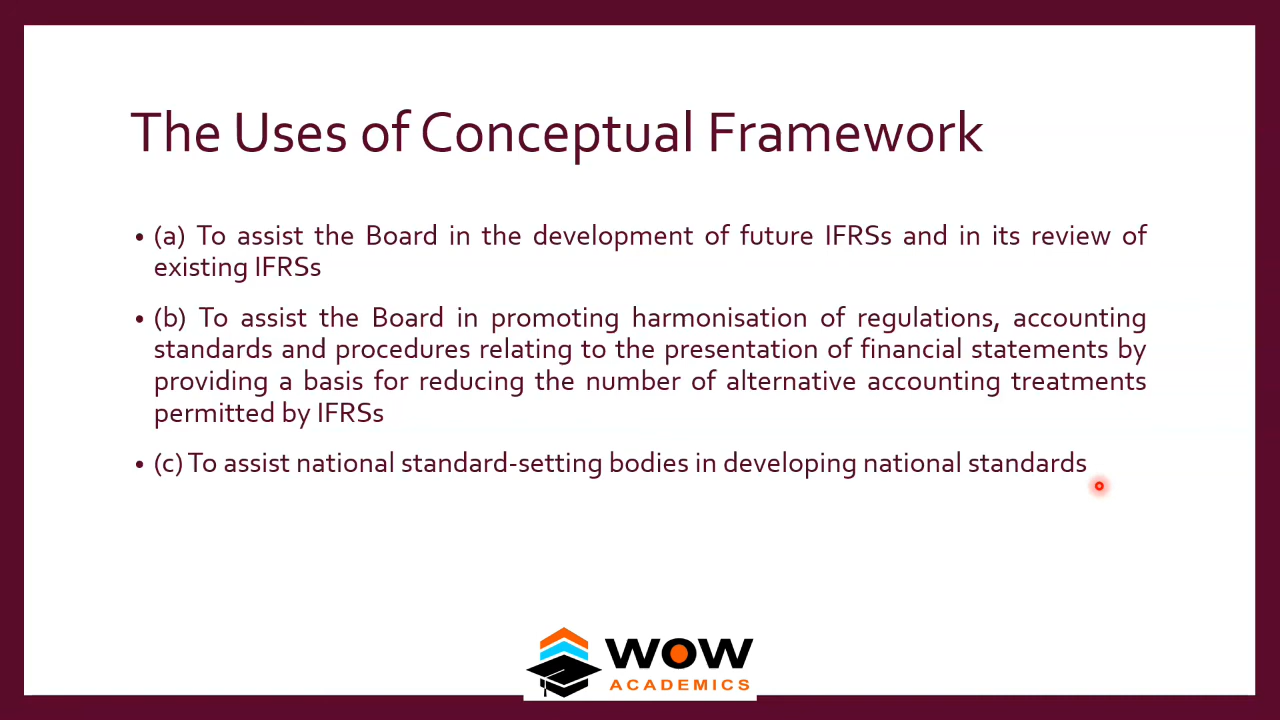 The Uses of Conceptual Framework
• (a) To assist the Board in the development of future IFRSs and in its review of
existing IFRSs
• (b) To assist the Board in promoting harmonisation of regulations, accounting
standards and procedures relating to the presentation of financial statements by
providing a basis for reducing the number of alternative accounting treatments
permitted by IFRSs
• (c) To assist national standard-setting bodies in developing national standards
WOW
ACADEMICS